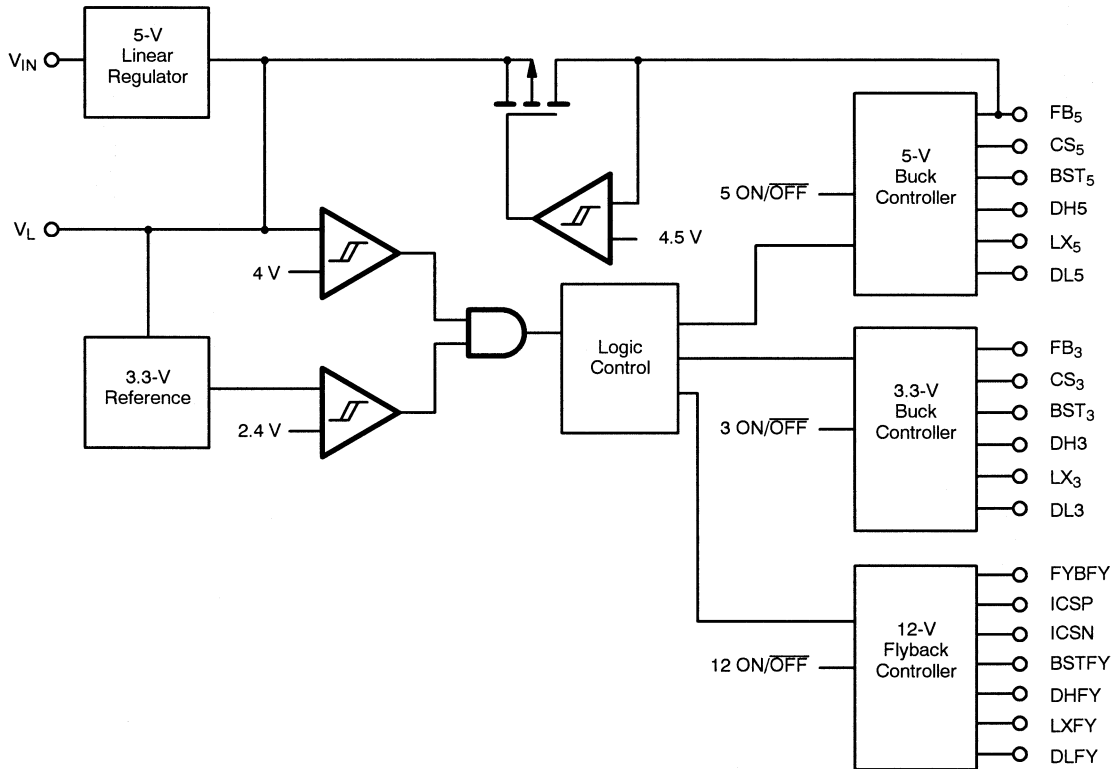 5-V
Linear
Regulator
VIN
VL
4 V
3.3-V
Reference
2.4 V
4.5 V
Logic
Control
5 ON/OFF
5-V
Buck
Controller
FB5
CS5
BST5
DH5
LX5
DL5
3 ON/OFF
3.3-V
Buck
Controller
FB3
CS3
BST3
DH3
LX3
DL3
12 ON/OFF
12-V
Flyback
Controller
FYBFY
ICSP
ICSN
BSTFY
DHFY
LXFY
DLFY